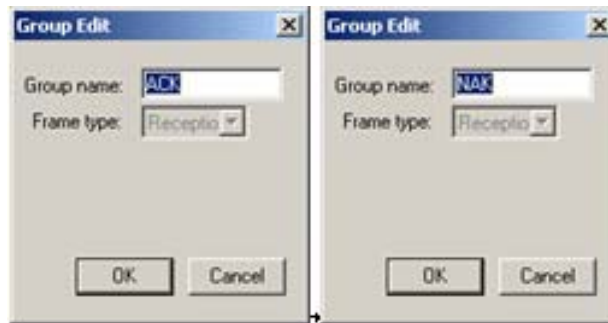 Group Edit
Group name: ACK
Frame type: Receptio
OK Cancel
Group Edit
Group name: NAK
Frame type: Receptio
OK Cancel